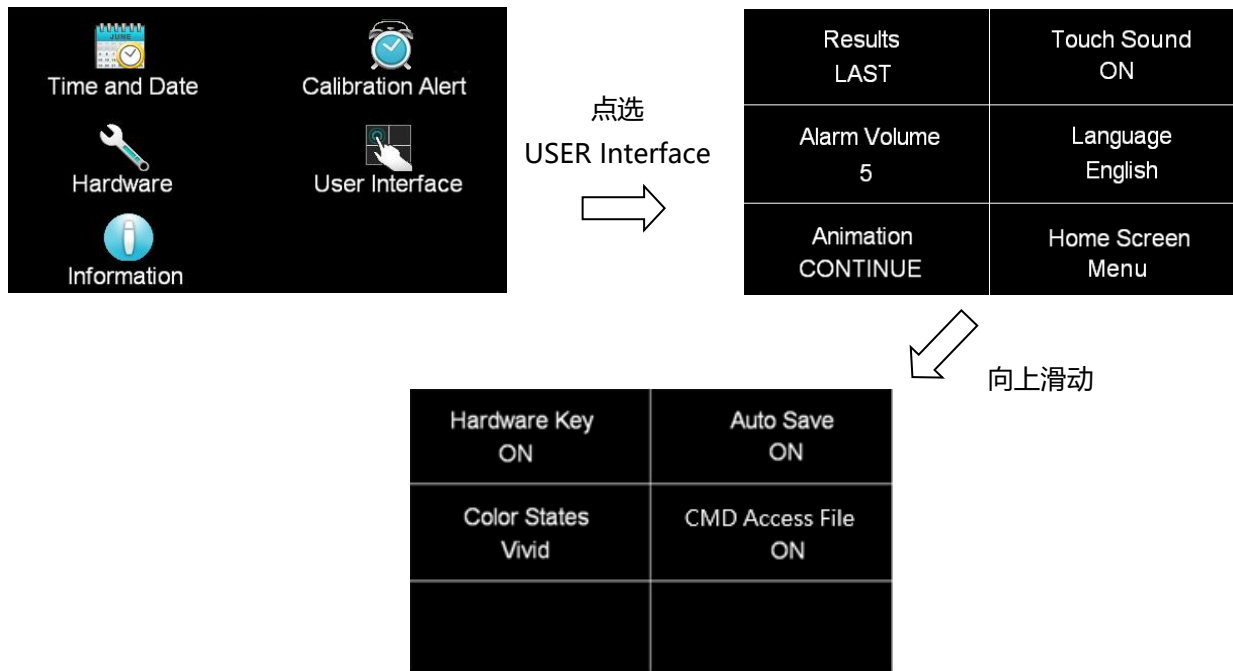 JUNE
Time and Date
Calibration Alert
Hardware
User Interface
Information
点选
USER Interface
Results
LAST
Touch Sound
ON
Alarm Volume
5
Language
English
Animation
CONTINUE
Home Screen
Menu
向上滑动
Hardware Key
ON
Auto Save
ON
Color States
Vivid
CMD Access File
ON